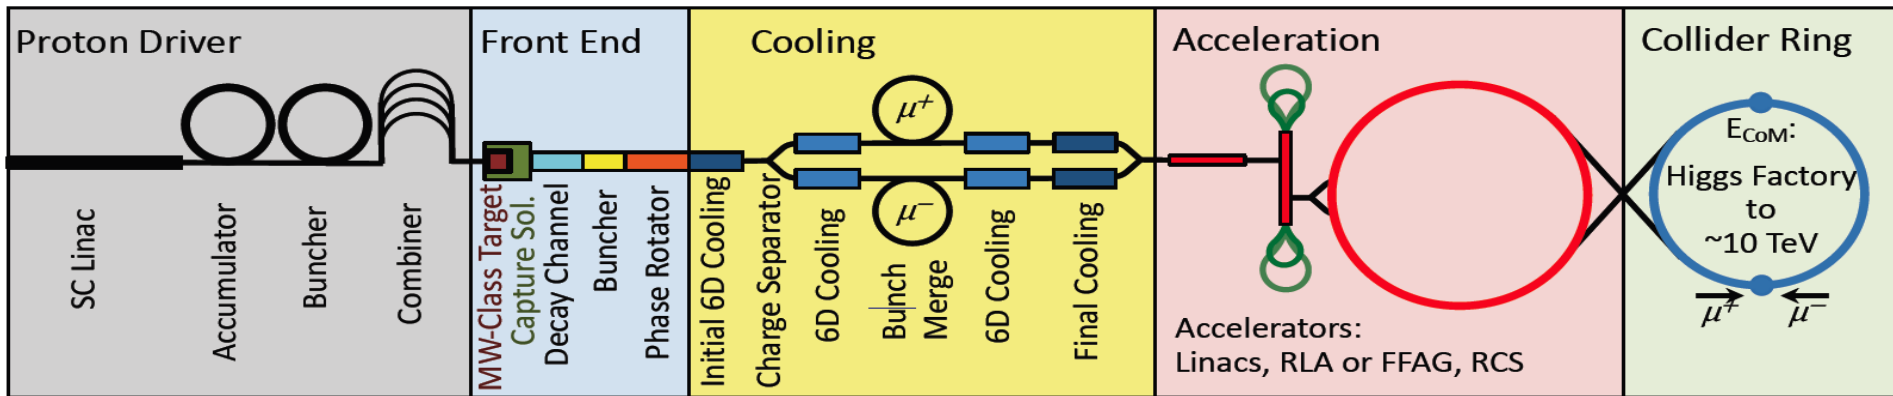 Proton Driver
SC Linac
Accumulator
Buncher
Combiner
Front End
MW-Class Target
Capture Sol.
Decay Channel
Buncher
Phase Rotator
Cooling
μ+
μ−
Initial 6D Cooling
Charge Separator
6D Cooling
Bunch
Merge
6D Cooling
Final Cooling
Acceleration
Accelerators:
Linacs, RLA or FFAG, RCS
Collider Ring
ECoM:
Higgs Factory
to
~10 TeV
μ+ μ−